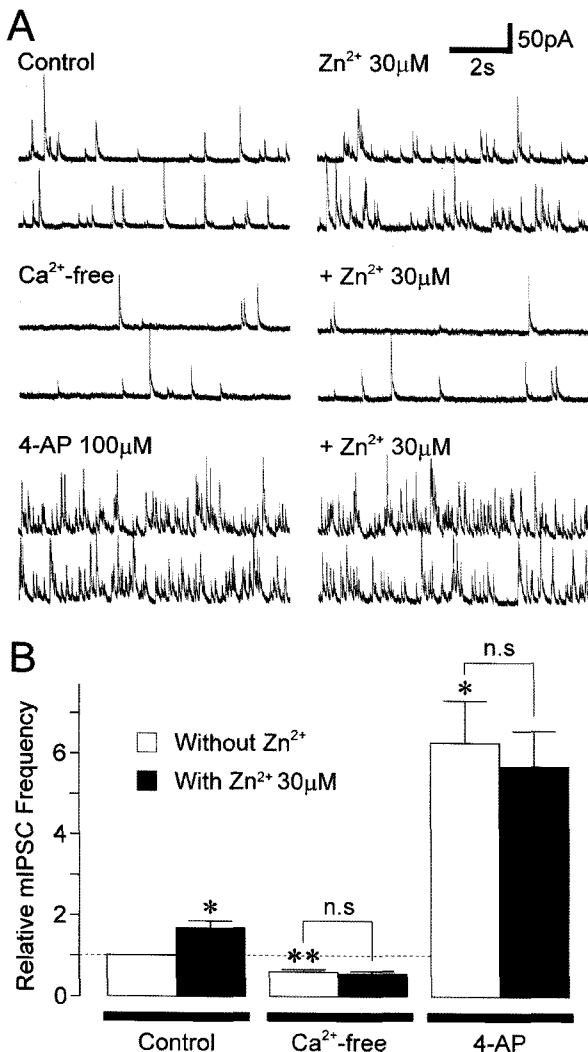 A
50pA
2s
Control
Zn²⁺ 30μM
Ca²⁺-free
+ Zn²⁺ 30μM
4-AP 100μM
+ Zn²⁺ 30μM
B
Relative mIPSC Frequency
6
4
2
0
Without Zn²⁺
With Zn²⁺ 30μM
*
n.s
**
*
n.s
Control
Ca²⁺-free
4-AP